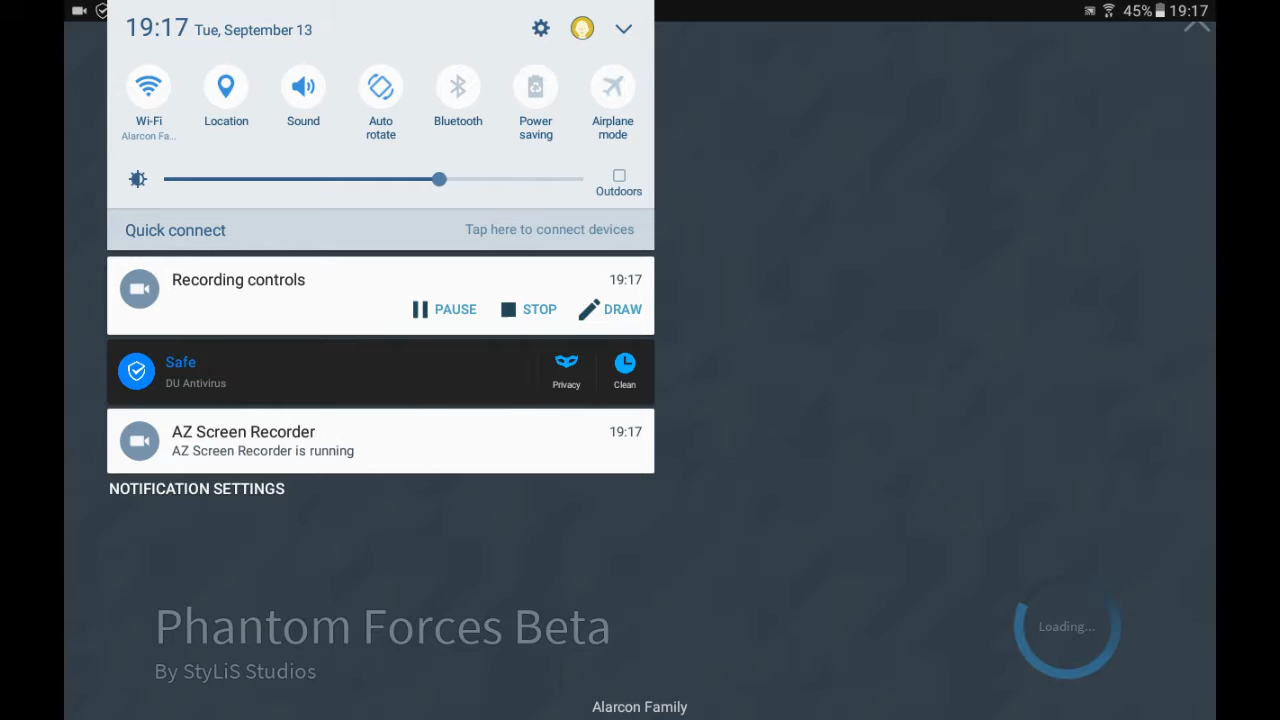 45% 19:17
19:17 Tue, September 13
Wi-Fi
Alarcon Fa...
Location
Sound
Auto
rotate
Bluetooth
Power
saving
Airplane
mode
Outdoors
Quick connect Tap here to connect devices
Recording controls 19:17
PAUSE STOP DRAW
Safe
DU Antivirus
Privacy Clean
AZ Screen Recorder 19:17
AZ Screen Recorder is running
NOTIFICATION SETTINGS
Phantom Forces Beta
By StyLiS Studios
Loading...
Alarcon Family